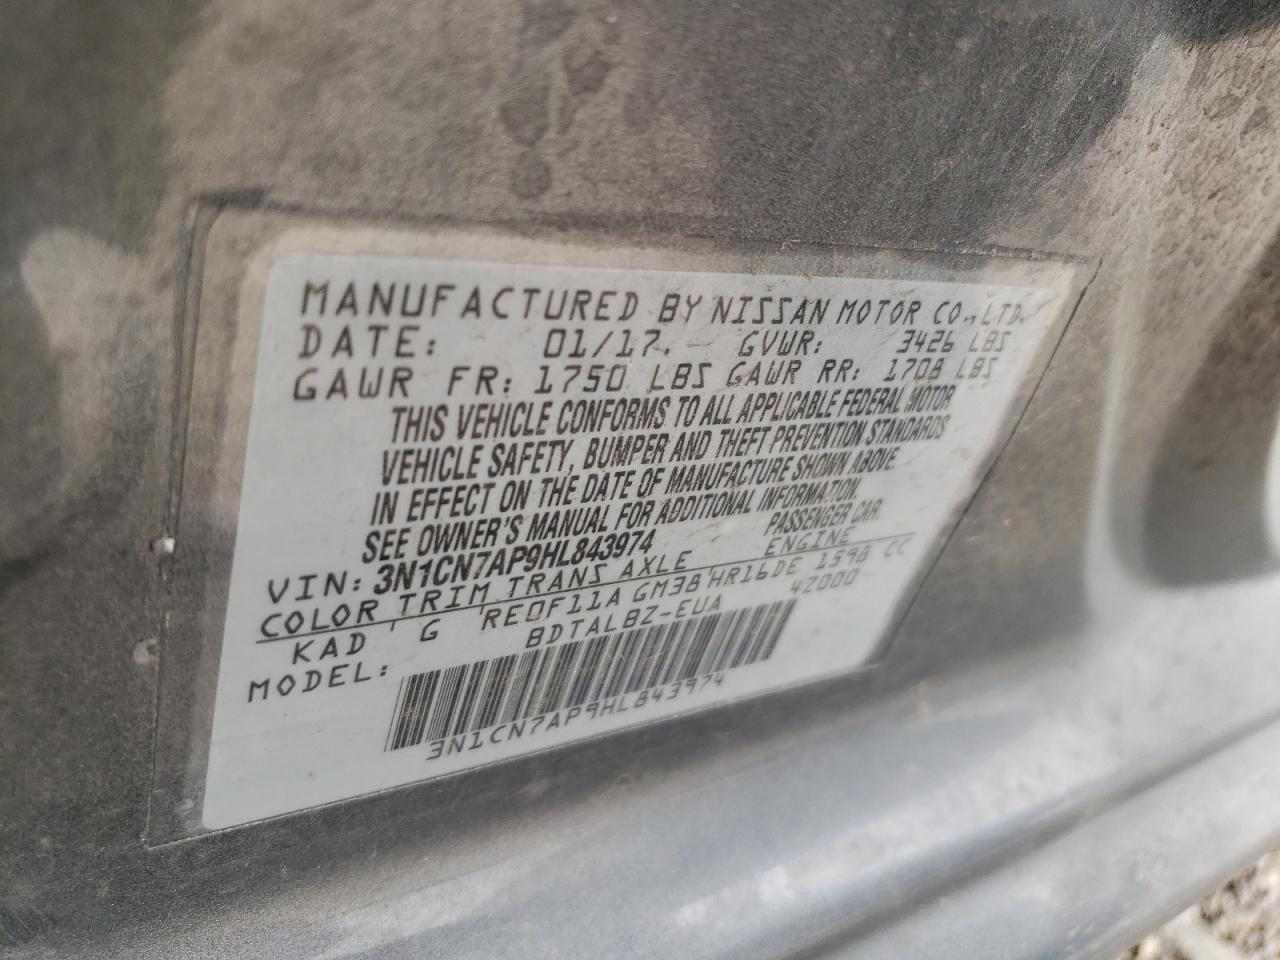 MANUFACTURED BY NISSAN MOTOR CO., LTD.
DATE: 01/17. GVWR: 3426 LBS
GAWR FR: 1750 LBS GAWR RR: 1708 LBS
THIS VEHICLE CONFORMS TO ALL APPLICABLE FEDERAL MOTOR
VEHICLE SAFETY, BUMPER AND THEFT PREVENTION STANDARDS
IN EFFECT ON THE DATE OF MANUFACTURE SHOWN ABOVE.
SEE OWNER'S MANUAL FOR ADDITIONAL INFORMATION.
VIN: 3N1CN7AP9HL843974 PASSENGER CAR
COLOR TRIM TRANS AXLE ENGINE
KAD G RE0F11A GM38 HR16DE 1598 CC
MODEL: BDTALBZ-EUA 42000
3N1CN7AP9HL843974